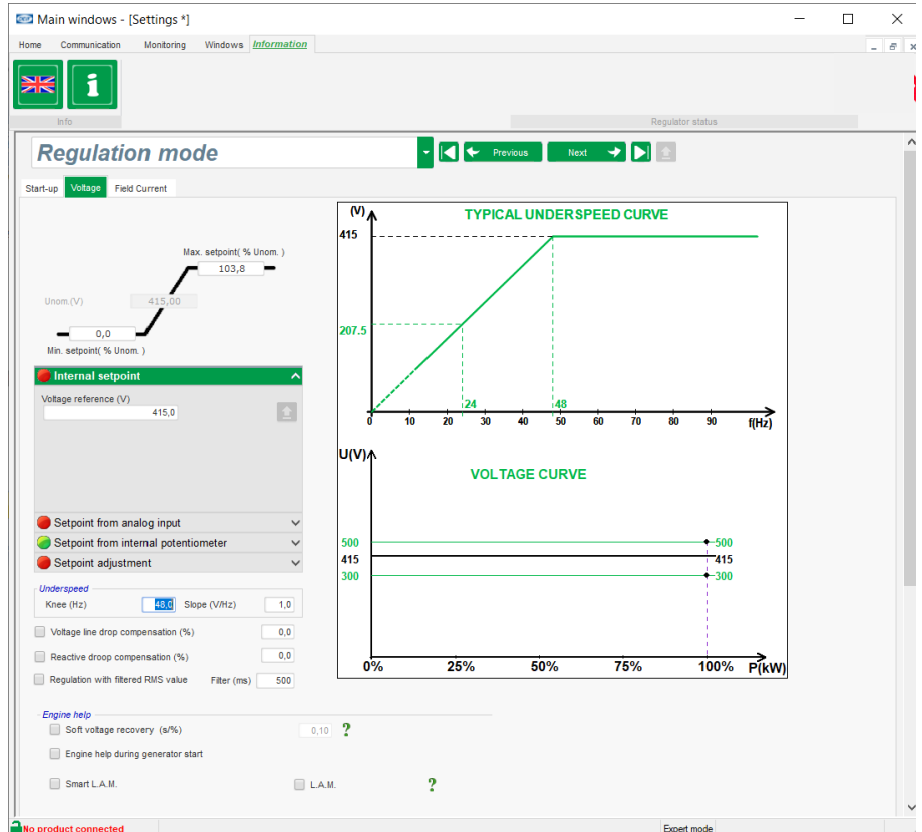 Main windows - [Settings *]
Home Communication Monitoring Windows Information
Info Regulator status
Regulation mode
Previous Next
Start-up Voltage Field Current
Max. setpoint( % Unom. )
103,8
Unom.(V) 415,00
0,0
Min. setpoint( % Unom. )
Internal setpoint
Voltage reference (V)
415,0
Setpoint from analog input
Setpoint from internal potentiometer
Setpoint adjustment
Underspeed
Knee (Hz) 48,0 Slope (V/Hz) 1,0
Voltage line drop compensation (%) 0,0
Reactive droop compensation (%) 0,0
Regulation with filtered RMS value Filter (ms) 500
Engine help
Soft voltage recovery (s/%) 0,10 ?
Engine help during generator start
Smart L.A.M. L.A.M. ?
(V) TYPICAL UNDERSPEED CURVE
415
207.5
24 48
0 10 20 30 40 50 60 70 80 90 f(Hz)
U(V)
VOLTAGE CURVE
500 500
415 415
300 300
0% 25% 50% 75% 100% P(kW)
No product connected Expert mode